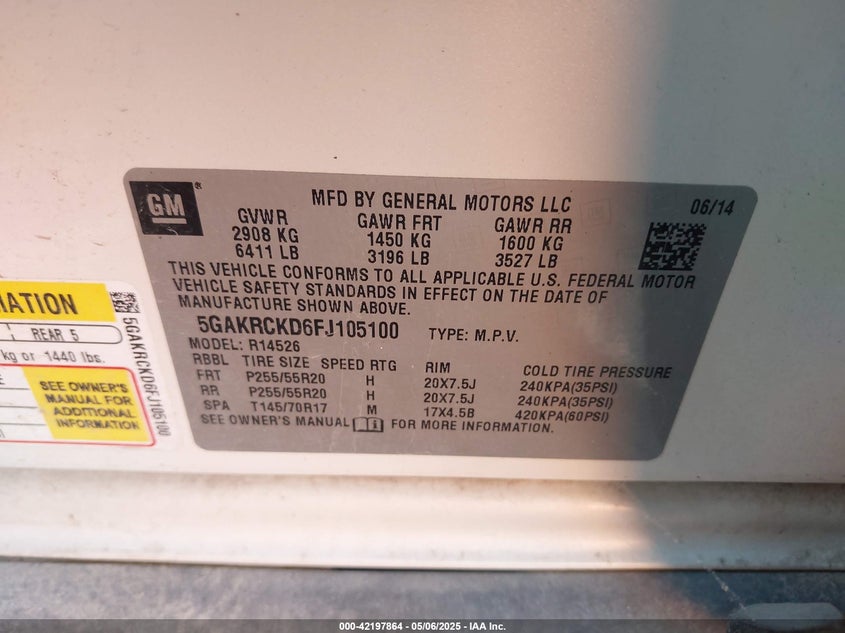 GM
®
MFD BY GENERAL MOTORS LLC
06/14
GVWR GAWR FRT GAWR RR
2908 KG 1450 KG 1600 KG
6411 LB 3196 LB 3527 LB
THIS VEHICLE CONFORMS TO ALL APPLICABLE U.S. FEDERAL MOTOR
VEHICLE SAFETY STANDARDS IN EFFECT ON THE DATE OF
MANUFACTURE SHOWN ABOVE.
5GAKRCKD6FJ105100 TYPE: M.P.V.
MODEL: R14526
RBBL TIRE SIZE SPEED RTG RIM COLD TIRE PRESSURE
FRT P255/55R20 H 20X7.5J 240KPA(35PSI)
RR P255/55R20 H 20X7.5J 240KPA(35PSI)
SPA T145/70R17 M 17X4.5B 420KPA(60PSI)
SEE OWNER'S MANUAL FOR MORE INFORMATION.
REAR 5
kg or 1440 lbs.
SEE OWNER'S
MANUAL FOR
ADDITIONAL
INFORMATION
5GAKRCKD6FJ105100
000-42197864 - 05/06/2025 - IAA Inc.